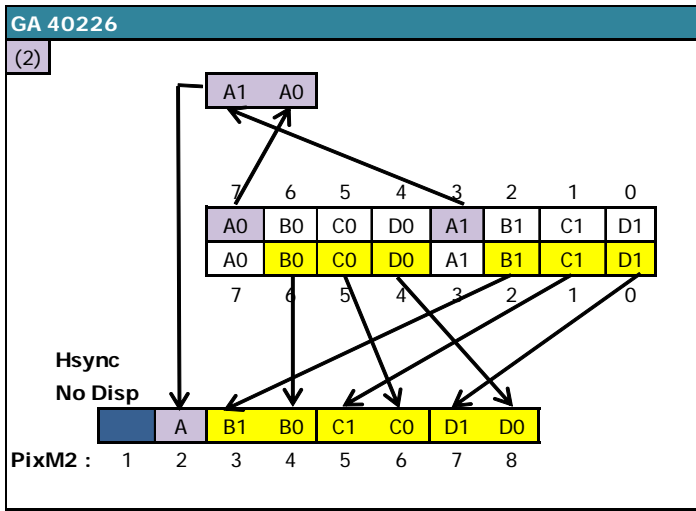 GA 40226
(2)
A1 A0
7 6 5 4 3 2 1 0
A0 B0 C0 D0 A1 B1 C1 D1
A0 B0 C0 D0 A1 B1 C1 D1
7 6 5 4 3 2 1 0
Hsync
No Disp
A B1 B0 C1 C0 D1 D0
PixM2 : 1 2 3 4 5 6 7 8